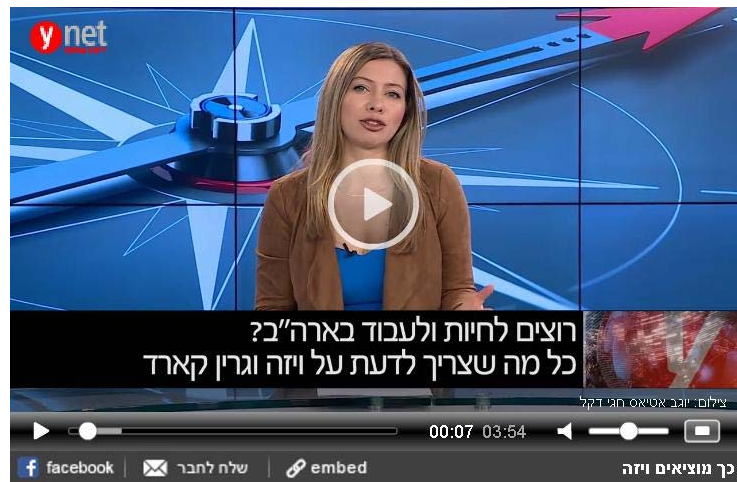 ynet
רוצים לחיות ולעבוד בארה"ב?
כל מה שצריך לדעת על ויזה וגרין קארד
צילום: יוגב אטיאס חגי דקל
00:07 03:54
facebook | שלח לחבר | embed
כך מוציאים ויזה